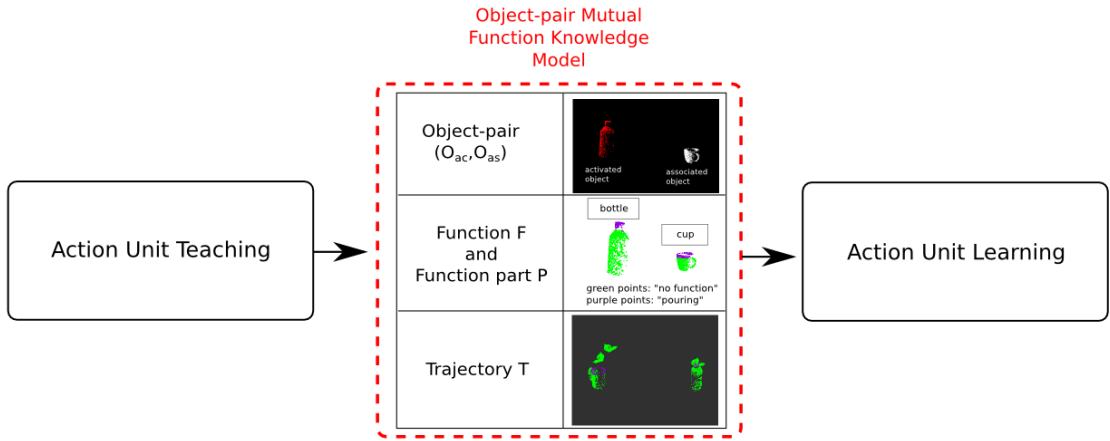 Object-pair Mutual
Function Knowledge
Model
Action Unit Teaching
Object-pair
(Oac,Oas)
activated
object
associated
object
Function F
and
Function part P
bottle
cup
green points: "no function"
purple points: "pouring"
Trajectory T
Action Unit Learning